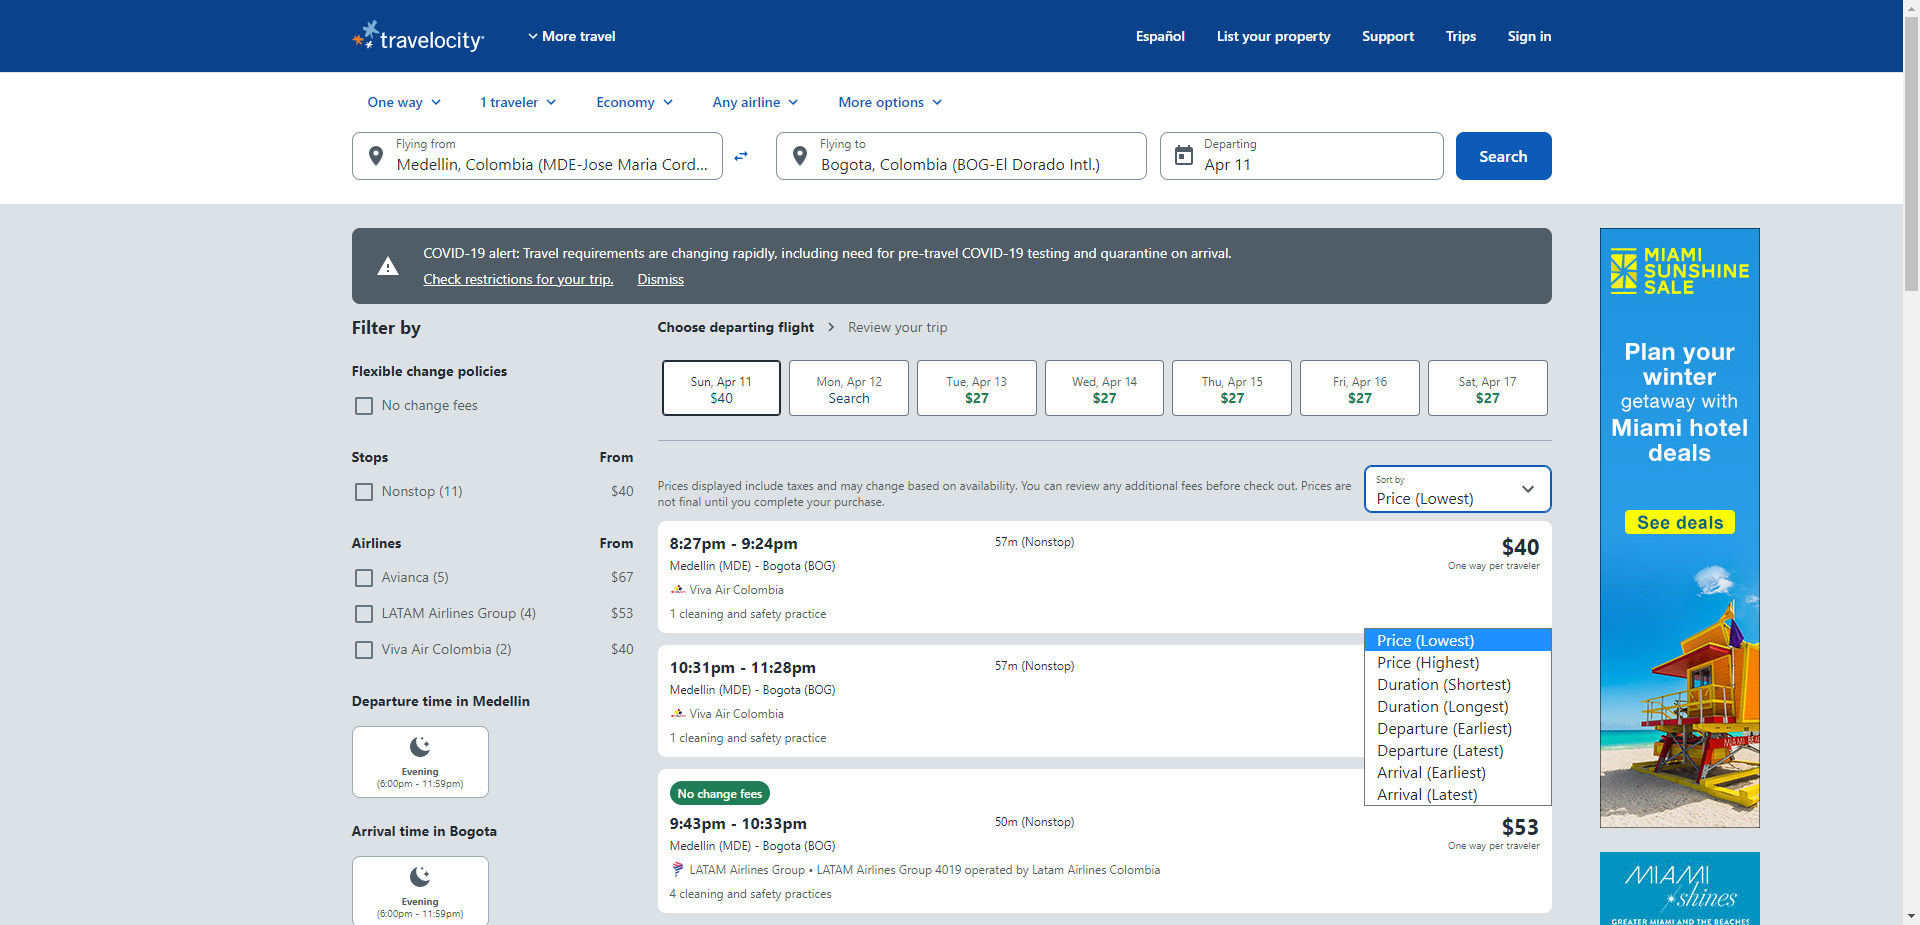 travelocity
More travel
Español
List your property
Support
Trips
Sign in
One way
1 traveler
Economy
Any airline
More options
Flying from
Medellin, Colombia (MDE-Jose Maria Cord...
Flying to
Bogota, Colombia (BOG-El Dorado Intl.)
Departing
Apr 11
Search
COVID-19 alert: Travel requirements are changing rapidly, including need for pre-travel COVID-19 testing and quarantine on arrival.
Check restrictions for your trip.
Dismiss
Filter by
Flexible change policies
No change fees
Stops
From
Nonstop (11)
$40
Airlines
From
Avianca (5)
$67
LATAM Airlines Group (4)
$53
Viva Air Colombia (2)
$40
Departure time in Medellin
Evening
(6:00pm - 11:59pm)
Arrival time in Bogota
Evening
(6:00pm - 11:59pm)
Choose departing flight
Review your trip
Sun, Apr 11
$40
Mon, Apr 12
Search
Tue, Apr 13
$27
Wed, Apr 14
$27
Thu, Apr 15
$27
Fri, Apr 16
$27
Sat, Apr 17
$27
Prices displayed include taxes and may change based on availability. You can review any additional fees before check out. Prices are
not final until you complete your purchase.
Sort by
Price (Lowest)
8:27pm - 9:24pm
57m (Nonstop)
$40
Medellin (MDE) - Bogota (BOG)
One way per traveler
Viva Air Colombia
1 cleaning and safety practice
10:31pm - 11:28pm
57m (Nonstop)
Medellin (MDE) - Bogota (BOG)
Viva Air Colombia
1 cleaning and safety practice
Price (Lowest)
Price (Highest)
Duration (Shortest)
Duration (Longest)
Departure (Earliest)
Departure (Latest)
Arrival (Earliest)
Arrival (Latest)
No change fees
9:43pm - 10:33pm
50m (Nonstop)
$53
Medellin (MDE) - Bogota (BOG)
One way per traveler
LATAM Airlines Group • LATAM Airlines Group 4019 operated by Latam Airlines Colombia
4 cleaning and safety practices
MIAMI
SUNSHINE
SALE
Plan your
winter
getaway with
Miami hotel
deals
See deals
MIAMI
shines
GREATER MIAMI AND THE BEACHES